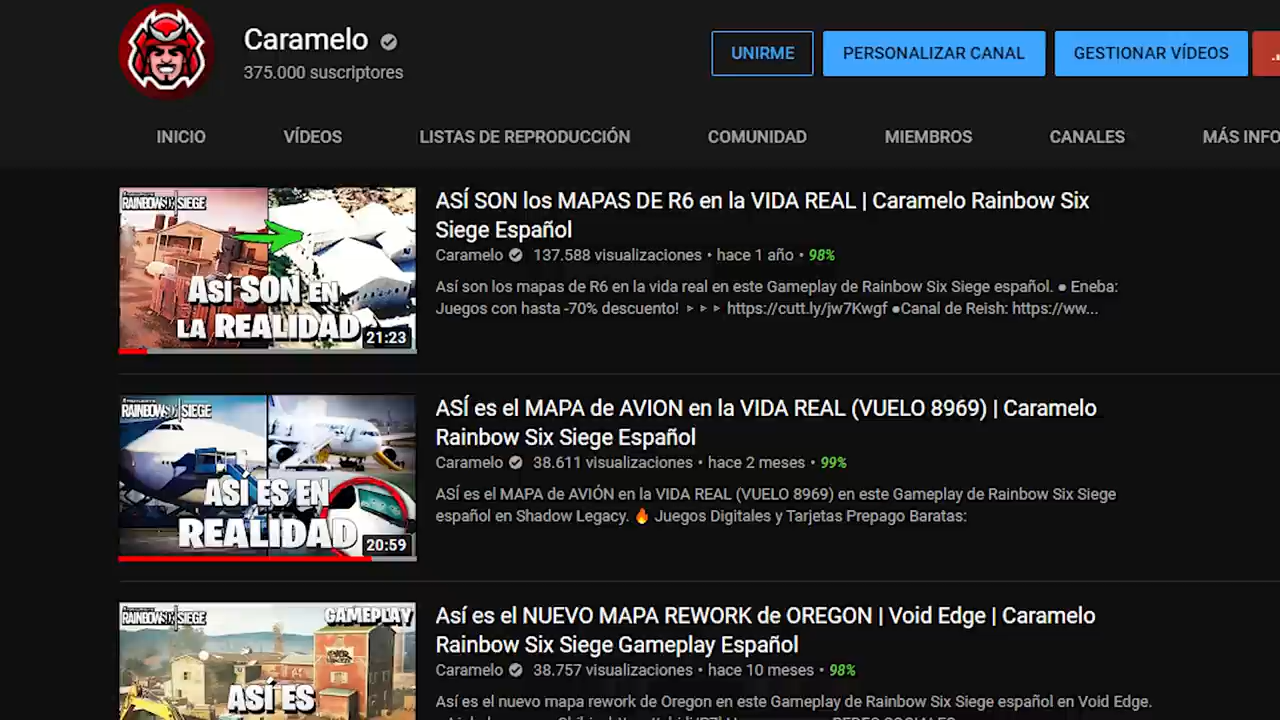 Caramelo
375.000 suscriptores
UNIRME
PERSONALIZAR CANAL
GESTIONAR VÍDEOS
INICIO
VÍDEOS
LISTAS DE REPRODUCCIÓN
COMUNIDAD
MIEMBROS
CANALES
MÁS INFO
RAINBOW SIX SIEGE
ASÍ SON EN
LA REALIDAD
21:23
ASÍ SON los MAPAS DE R6 en la VIDA REAL | Caramelo Rainbow Six
Siege Español
Caramelo 137.588 visualizaciones • hace 1 año • 98%
Así son los mapas de R6 en la vida real en este Gameplay de Rainbow Six Siege español. ● Eneba:
Juegos con hasta -70% descuento! ▸ ▸ ▸ https://cutt.ly/jw7Kwgf ●Canal de Reish: https://ww...
RAINBOW SIX SIEGE
ASÍ ES EN
REALIDAD
20:59
ASÍ es el MAPA de AVION en la VIDA REAL (VUELO 8969) | Caramelo
Rainbow Six Siege Español
Caramelo 38.611 visualizaciones • hace 2 meses • 99%
ASÍ es el MAPA de AVIÓN en la VIDA REAL (VUELO 8969) en este Gameplay de Rainbow Six Siege
español en Shadow Legacy. 🔥 Juegos Digitales y Tarjetas Prepago Baratas:
RAINBOW SIX SIEGE
GAMEPLAY
ASÍ ES
Así es el NUEVO MAPA REWORK de OREGON | Void Edge | Caramelo
Rainbow Six Siege Gameplay Español
Caramelo 38.757 visualizaciones • hace 10 meses • 98%
Así es el nuevo mapa rework de Oregon en este Gameplay de Rainbow Six Siege español en Void Edge.